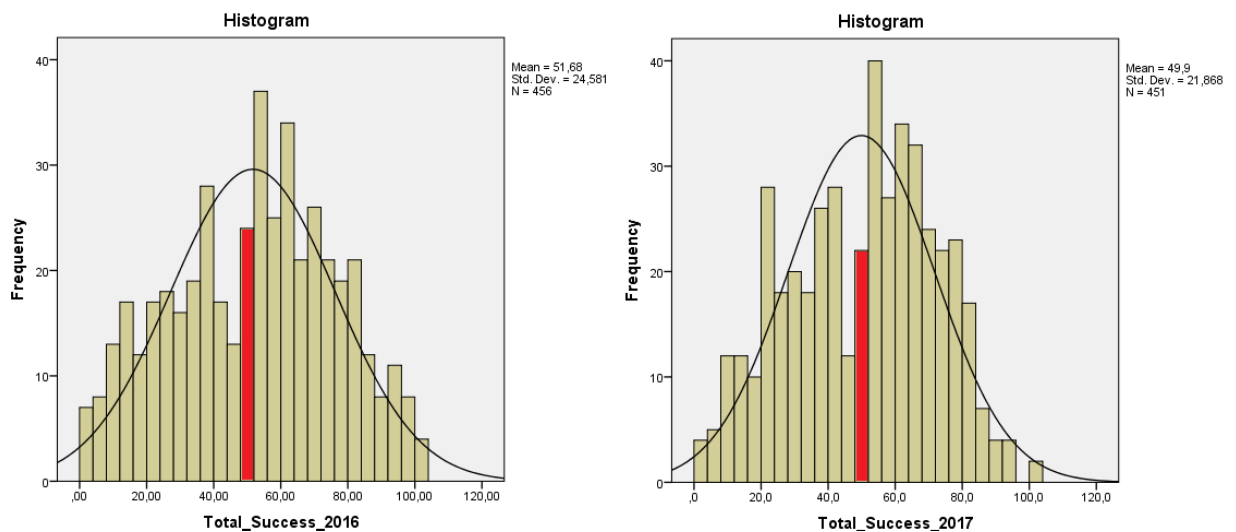 Histogram
Mean = 51,68
Std. Dev. = 24,581
N = 456
40
30
20
10
0
Frequency
,00 20,00 40,00 60,00 80,00 100,00 120,00
Total_Success_2016
Histogram
Mean = 49,9
Std. Dev. = 21,868
N = 451
40
30
20
10
0
Frequency
,0 20,0 40,0 60,0 80,0 100,0 120,0
Total_Success_2017